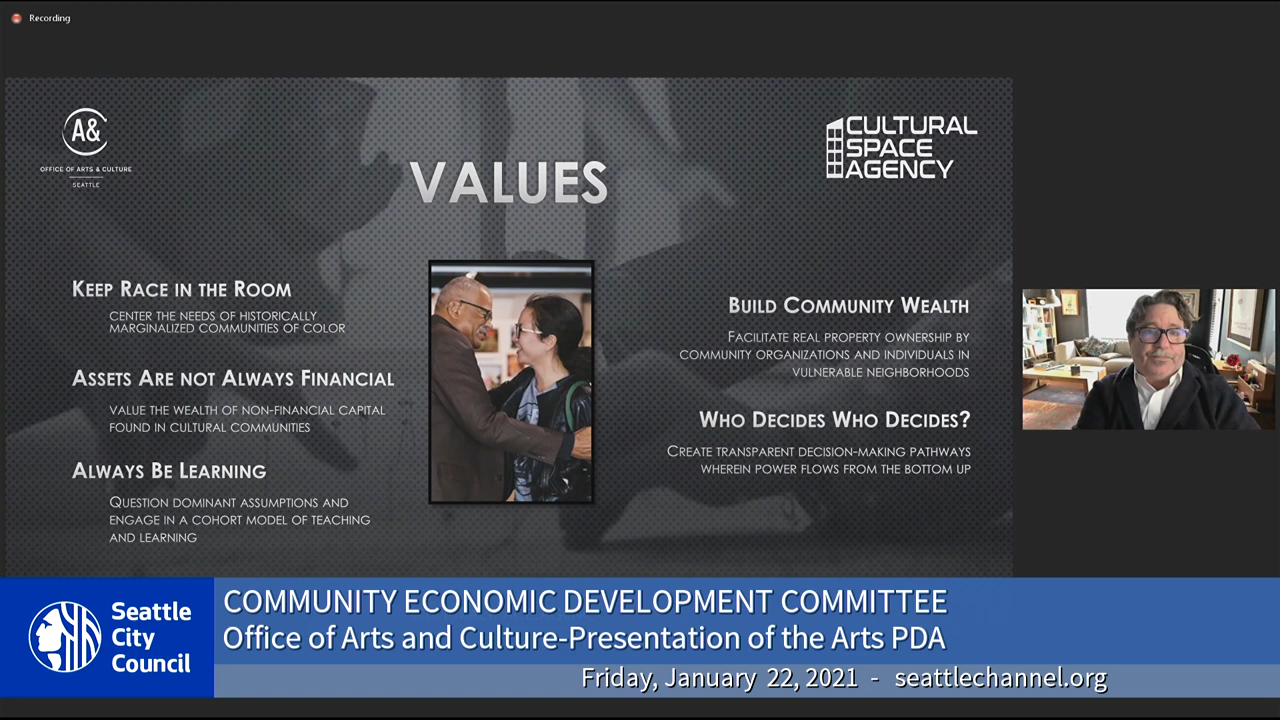 Recording
A&
OFFICE OF ARTS & CULTURE
SEATTLE
CULTURAL
SPACE
AGENCY
VALUES
KEEP RACE IN THE ROOM
CENTER THE NEEDS OF HISTORICALLY
MARGINALIZED COMMUNITIES OF COLOR
ASSETS ARE NOT ALWAYS FINANCIAL
VALUE THE WEALTH OF NON-FINANCIAL CAPITAL
FOUND IN CULTURAL COMMUNITIES
ALWAYS BE LEARNING
QUESTION DOMINANT ASSUMPTIONS AND
ENGAGE IN A COHORT MODEL OF TEACHING
AND LEARNING
BUILD COMMUNITY WEALTH
FACILITATE REAL PROPERTY OWNERSHIP BY
COMMUNITY ORGANIZATIONS AND INDIVIDUALS IN
VULNERABLE NEIGHBORHOODS
WHO DECIDES WHO DECIDES?
CREATE TRANSPARENT DECISION-MAKING PATHWAYS
WHEREIN POWER FLOWS FROM THE BOTTOM UP
Seattle
City
Council
COMMUNITY ECONOMIC DEVELOPMENT COMMITTEE
Office of Arts and Culture-Presentation of the Arts PDA
Friday, January 22, 2021 - seattlechannel.org